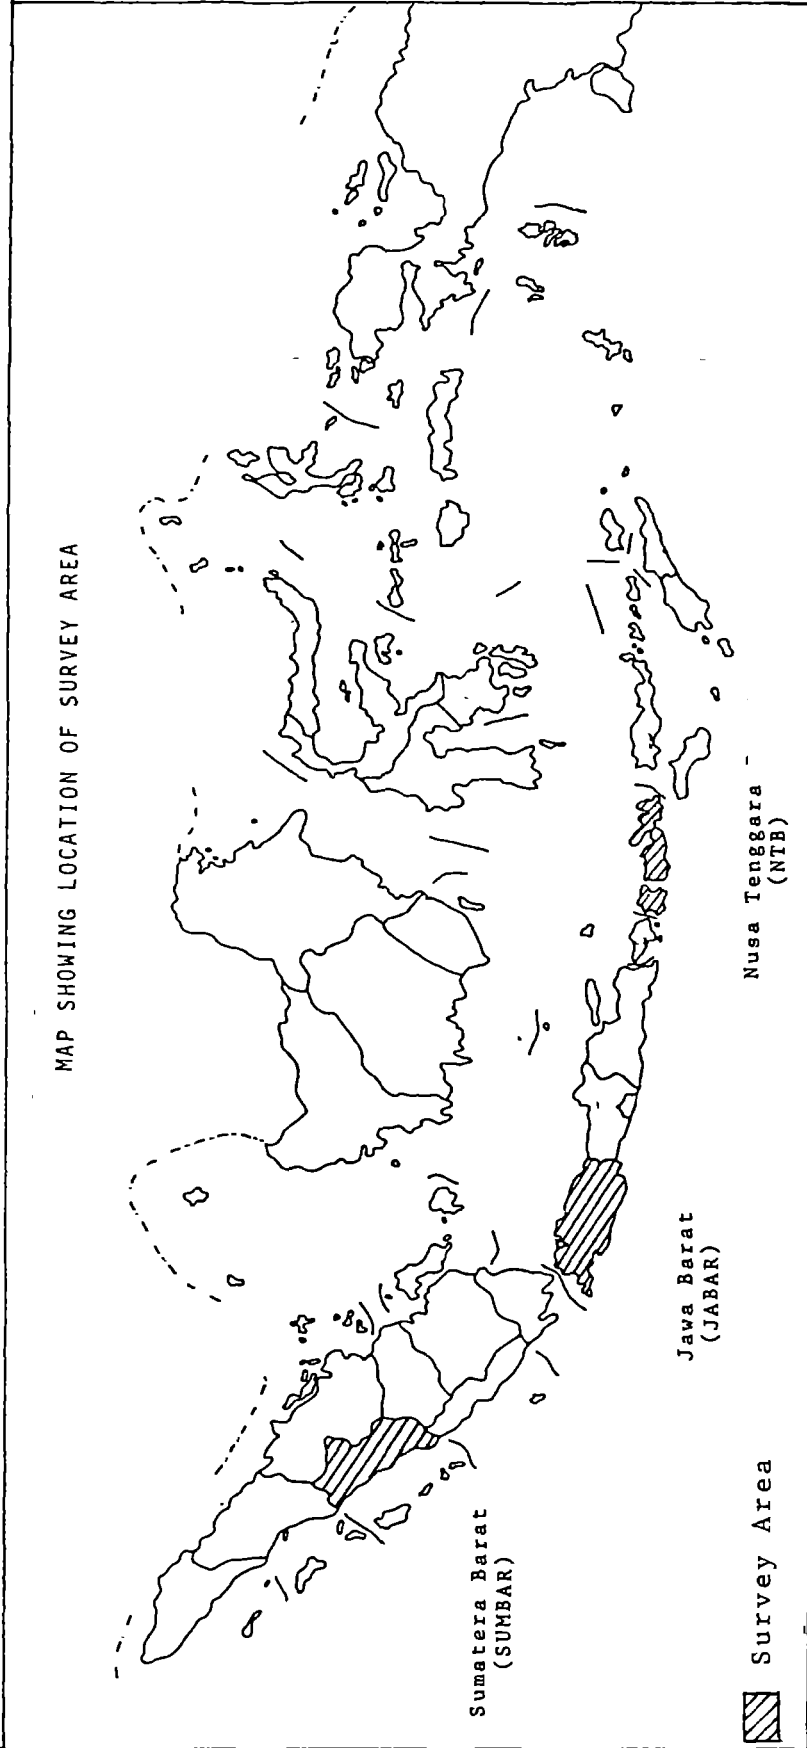 MAP SHOWING LOCATION OF SURVEY AREA
Sumatera Barat
(SUMBAR)
Jawa Barat
(JABAR)
Nusa Tenggara
(NTB)
Survey Area